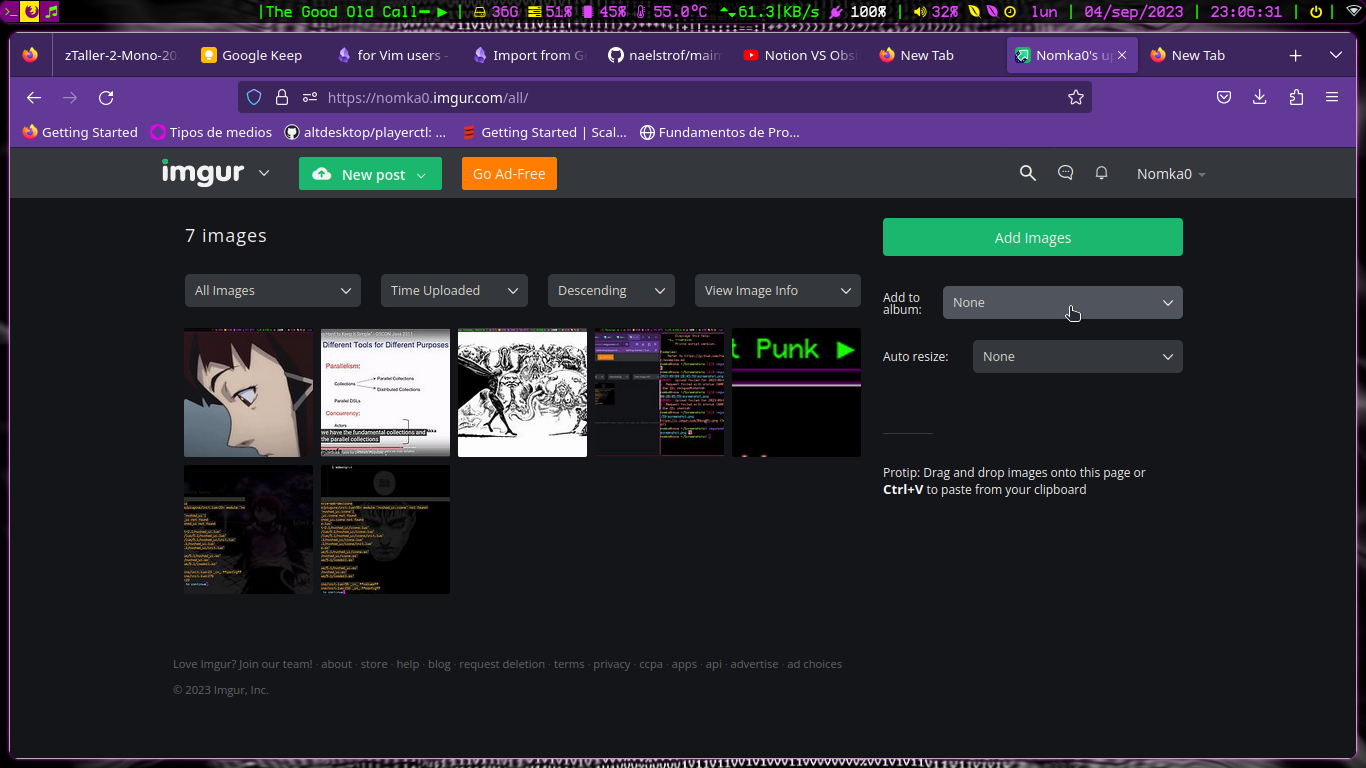 |The Good Old Call━ ► | 36G 51% 45% 55.0°C 61.3|KB/s 100% | 32% lun | 04/sep/2023 | 23:06:31 | |
zTaller-2-Mono-20
Google Keep
for Vim users -
Import from G
naelstrof/maim
Notion VS Obsi
New Tab
Nomka0's up
New Tab
https://nomka0.imgur.com/all/
Getting Started
Tipos de medios
altdesktop/playerctl: ...
Getting Started | Scal...
Fundamentos de Pro...
imgur
New post
Go Ad-Free
Nomka0
7 images
Add Images
All Images
Time Uploaded
Descending
View Image Info
Add to
album:
None
Auto resize:
None
Different Tools for Different Purposes
Parallelism:
Collections
Parallel Collections
Distributed Collections
Parallel DSLs
Concurrency:
Actors
we have the fundamental collections and
the parallel collections
t Punk ►
Protip: Drag and drop images onto this page or
Ctrl+V to paste from your clipboard
Love Imgur? Join our team! · about · store · help · blog · request deletion · terms · privacy · ccpa · apps · api · advertise · ad choices
© 2023 Imgur, Inc.